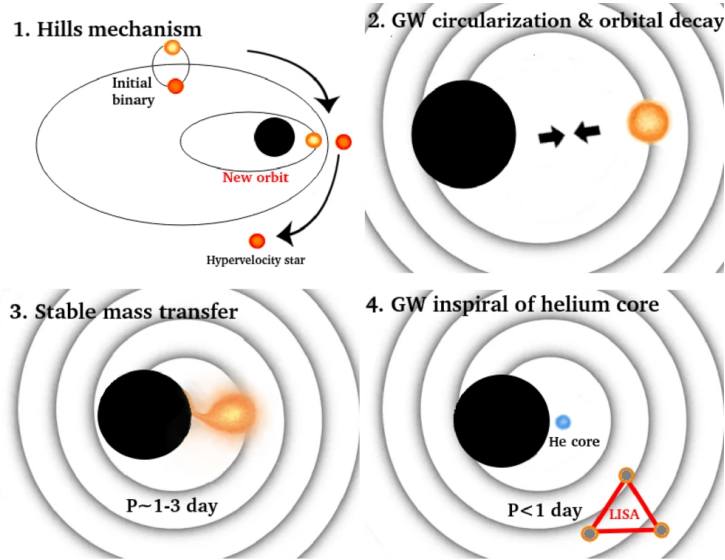 1. Hills mechanism
Initial
binary
New orbit
Hypervelocity star
2. GW circularization & orbital decay
3. Stable mass transfer
P~1-3 day
4. GW inspiral of helium core
He core
P<1 day
LISA